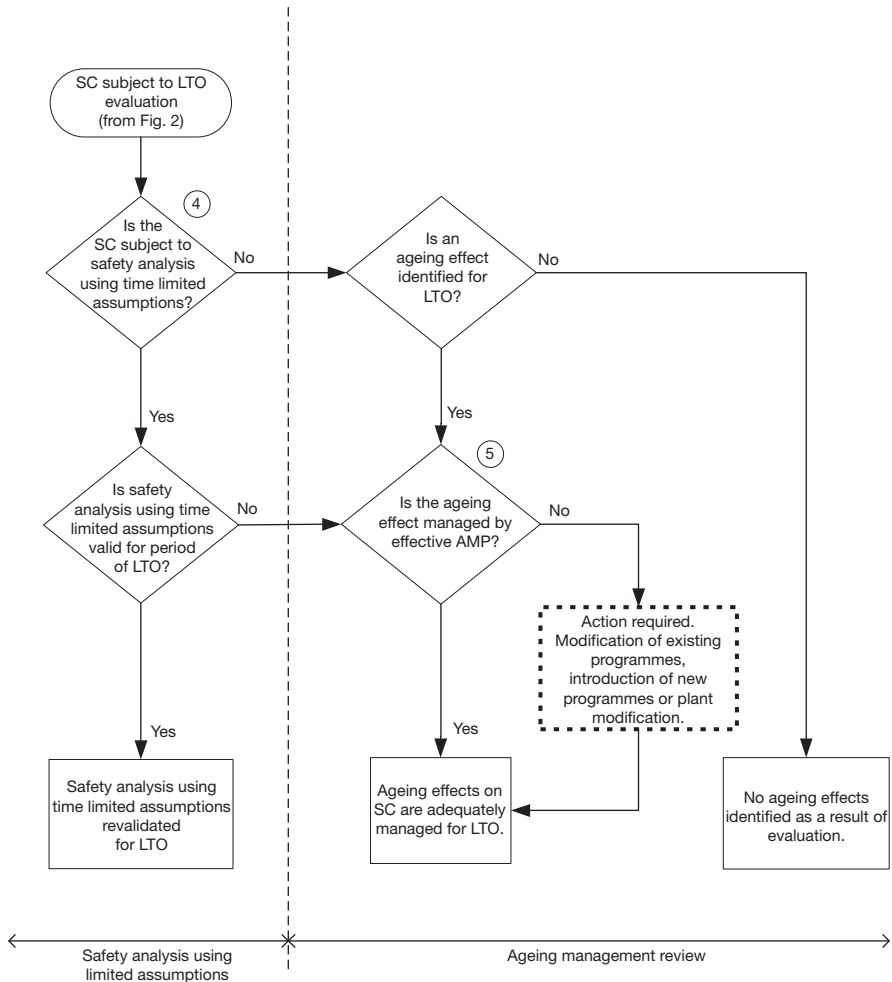 SC subject to LTO
evaluation
(from Fig. 2)
4
Is the
SC subject to
safety analysis
using time limited
assumptions?
No
Is an
ageing effect
identified for
LTO?
No
Yes
Yes
5
Is safety
analysis using time
limited assumptions
valid for period
of LTO?
No
Is the ageing
effect managed by
effective AMP?
No
Action required.
Modification of existing
programmes,
introduction of new
programmes or plant
modification.
Yes
Yes
Safety analysis using
time limited assumptions
revalidated
for LTO
Ageing effects on
SC are adequately
managed for LTO.
No ageing effects
identified as a result of
evaluation.
Safety analysis using
limited assumptions
Ageing management review